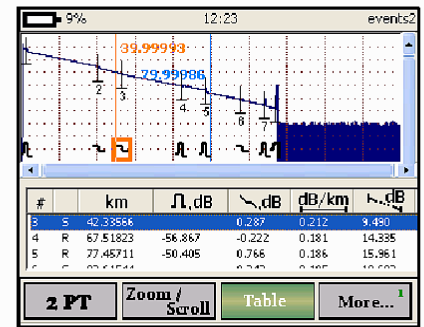 9% 12:23 events2
39.99993
79.99986
2 3 4 5 6 7
# km ,dB ,dB dB/km ,dB
3 S 42.33566 0.287 0.212 9.490
4 R 67.51823 -56.867 -0.222 0.181 14.335
5 R 77.45711 -50.405 0.766 0.186 15.961
2 PT Zoom / Table More... 1
Scroll